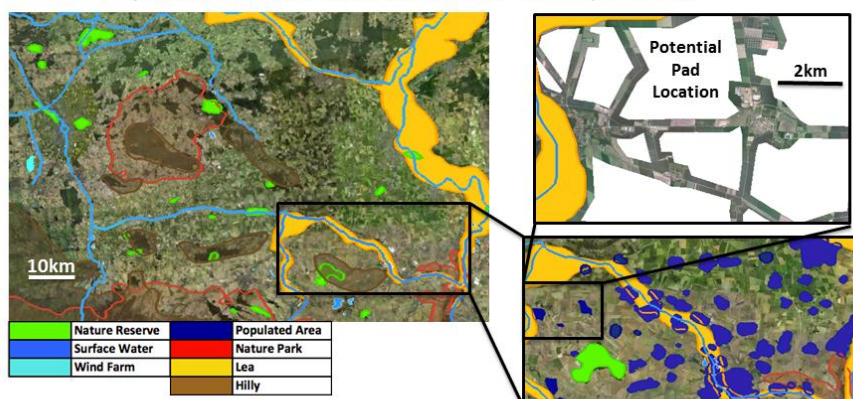 Potential
Pad
Location
2km
10km
Nature Reserve
Populated Area
Surface Water
Nature Park
Wind Farm
Lea
Hilly